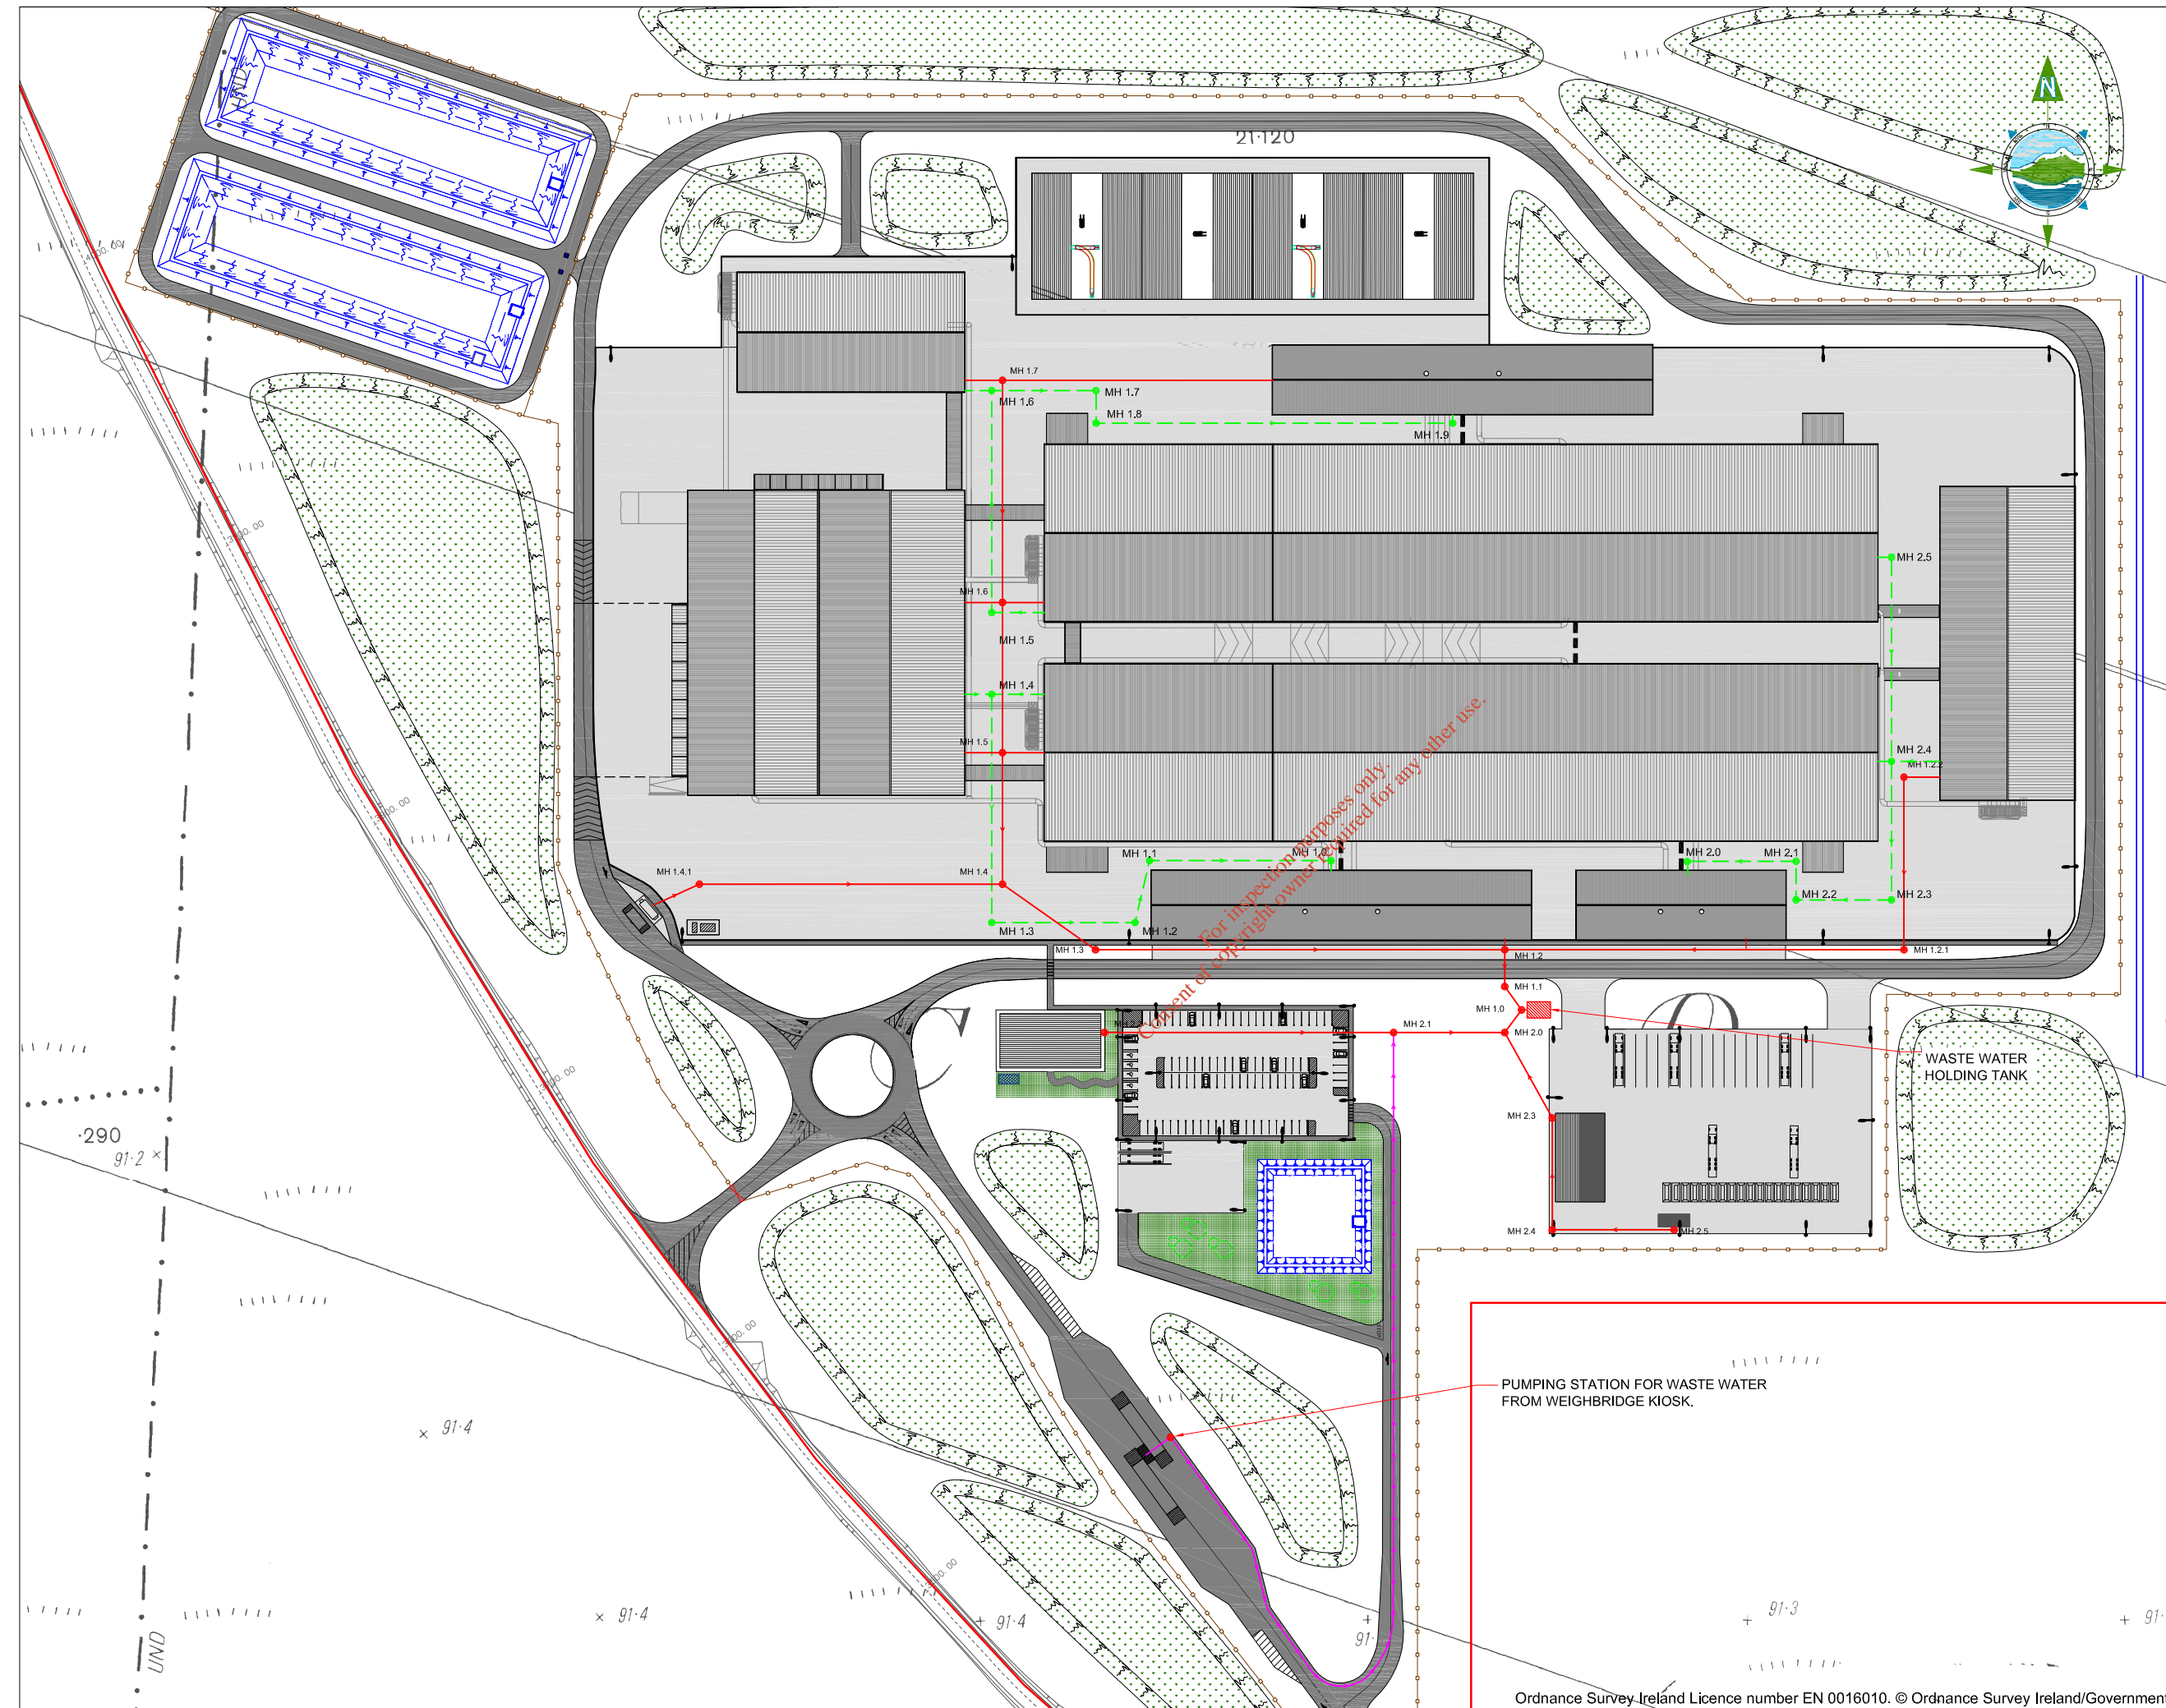 N
21·120
UND
4100. 00
MH 1.7
MH 1.6
MH 1.7
MH 1.8
MH 1.9
3900. 00
MH 2.5
MH 1.6
MH 1.5
MH 1.4
MH 1.5
MH 2.4
MH 1.2.2
MH 1.1
MH 1.0
MH 2.0
MH 2.1
MH 1.4.1
MH 1.4
MH 2.2
MH 2.3
MH 1.3
MH 1.2
MH 1.3
MH 1.2
MH 1.2.1
MH 1.1
MH 1.0
MH 2.1
MH 2.0
C
For inspection purposes only.
Consent of copyright owner required for any other use.
WASTE WATER
HOLDING TANK
MH 2.3
·290
91·2
MH 2.4
MH 2.5
PUMPING STATION FOR WASTE WATER
FROM WEIGHBRIDGE KIOSK.
91·4
91·4
91·4
91·
91·3
91·
UND
Ordnance Survey Ireland Licence number EN 0016010. © Ordnance Survey Ireland/Government